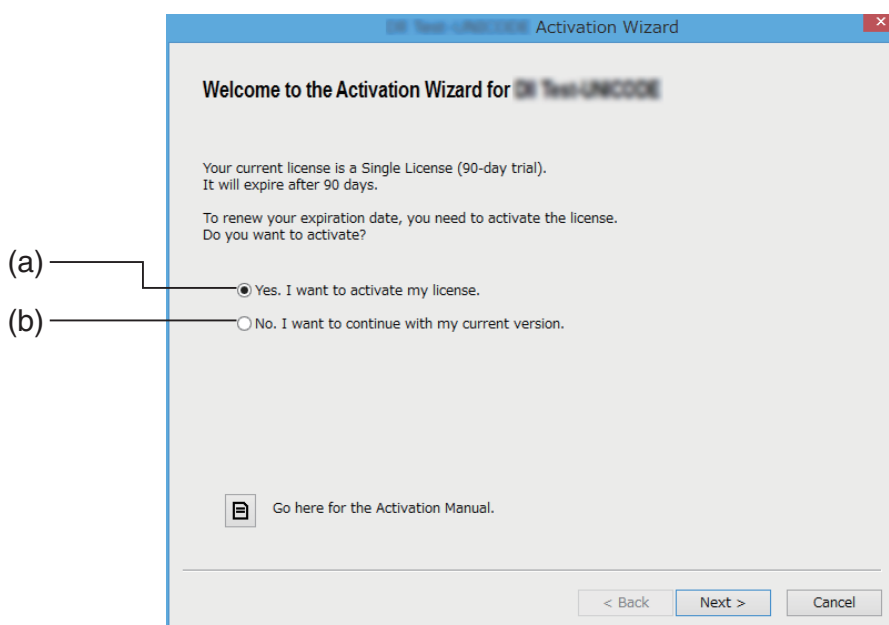 Activation Wizard
Welcome to the Activation Wizard for
Your current license is a Single License (90-day trial).
It will expire after 90 days.
To renew your expiration date, you need to activate the license.
Do you want to activate?
(a)
Yes. I want to activate my license.
(b)
No. I want to continue with my current version.
Go here for the Activation Manual.
< Back
Next >
Cancel